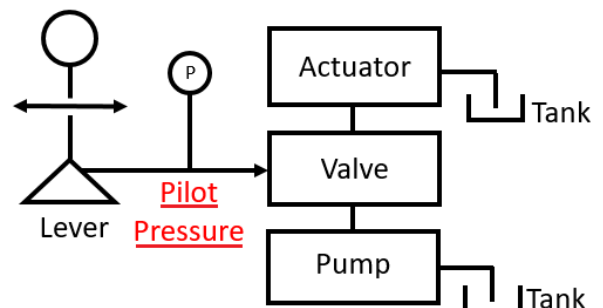 P
Actuator
Tank
Valve
Pilot
Pressure
Lever
Pump
Tank